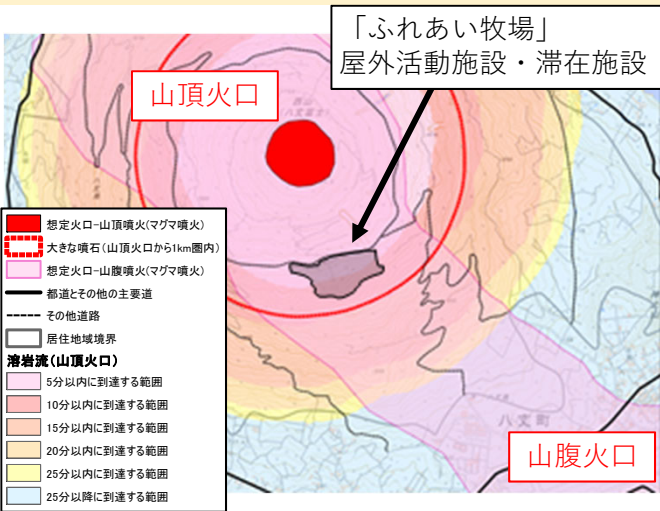 「ふれあい牧場」
屋外活動施設・滞在施設
山頂火口
想定火口-山頂噴火(マグマ噴火)
大きな噴石(山頂火口から1km圏内)
想定火口-山腹噴火(マグマ噴火)
都道とその他の主要道
その他道路
居住地域境界
溶岩流(山頂火口)
5分以内に到達する範囲
10分以内に到達する範囲
15分以内に到達する範囲
20分以内に到達する範囲
25分以内に到達する範囲
25分以降に到達する範囲
八丈町
山腹火口